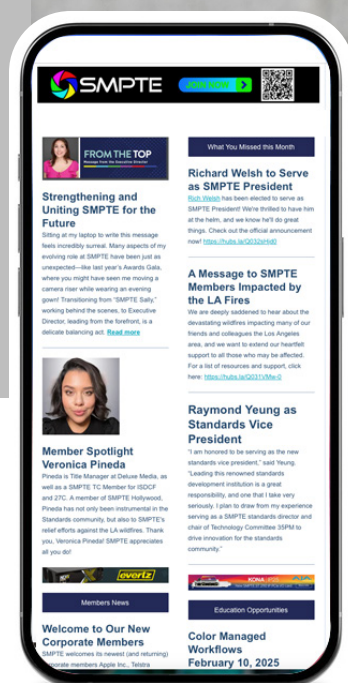 SMPTE
JOIN NOW
FROM THE TOP
Message from the Executive Director
Strengthening and
Uniting SMPTE for the
Future
Sitting at my laptop to write this message
feels incredibly surreal. Many aspects of my
evolving role at SMPTE have been just as
unexpected—like last year's Awards Gala,
where you might have seen me moving a
camera riser while wearing an evening
gown! Transitioning from "SMPTE Sally,"
working behind the scenes, to Executive
Director, leading from the forefront, is a
delicate balancing act. Read more
Member Spotlight
Veronica Pineda
Pineda is Title Manager at Deluxe Media, as
well as a SMPTE TC Member for ISDCF
and 27C. A member of SMPTE Hollywood,
Pineda has not only been instrumental in the
Standards community, but also to SMPTE's
relief efforts against the LA wildfires. Thank
you, Veronica Pineda! SMPTE appreciates
all you do!
evertz
Members News
Welcome to Our New
Corporate Members
SMPTE welcomes its newest (and returning)
corporate members Apple Inc., Telstra
What You Missed this Month
Richard Welsh to Serve
as SMPTE President
Rich Welsh has been elected to serve as
SMPTE President! We're thrilled to have him
at the helm, and we know he'll do great
things. Check out the official announcement
now! https://hubs.la/Q032sHjd0
A Message to SMPTE
Members Impacted by
the LA Fires
We are deeply saddened to hear about the
devastating wildfires impacting many of our
friends and colleagues the Los Angeles
area, and we want to extend our heartfelt
support to all those who may be affected.
For a list of resources and support, click
here: https://hubs.la/Q031VMw-0
Raymond Yeung as
Standards Vice
President
"I am honored to be serving as the new
standards vice president," said Yeung.
"Leading this renowned standards
development institution is a great
responsibility, and one that I take very
seriously. I plan to draw from my experience
serving as a SMPTE standards director and
chair of Technology Committee 35PM to
drive innovation for the standards
community,"
KONA
AJA
Education Opportunities
Color Managed
Workflows
February 10, 2025